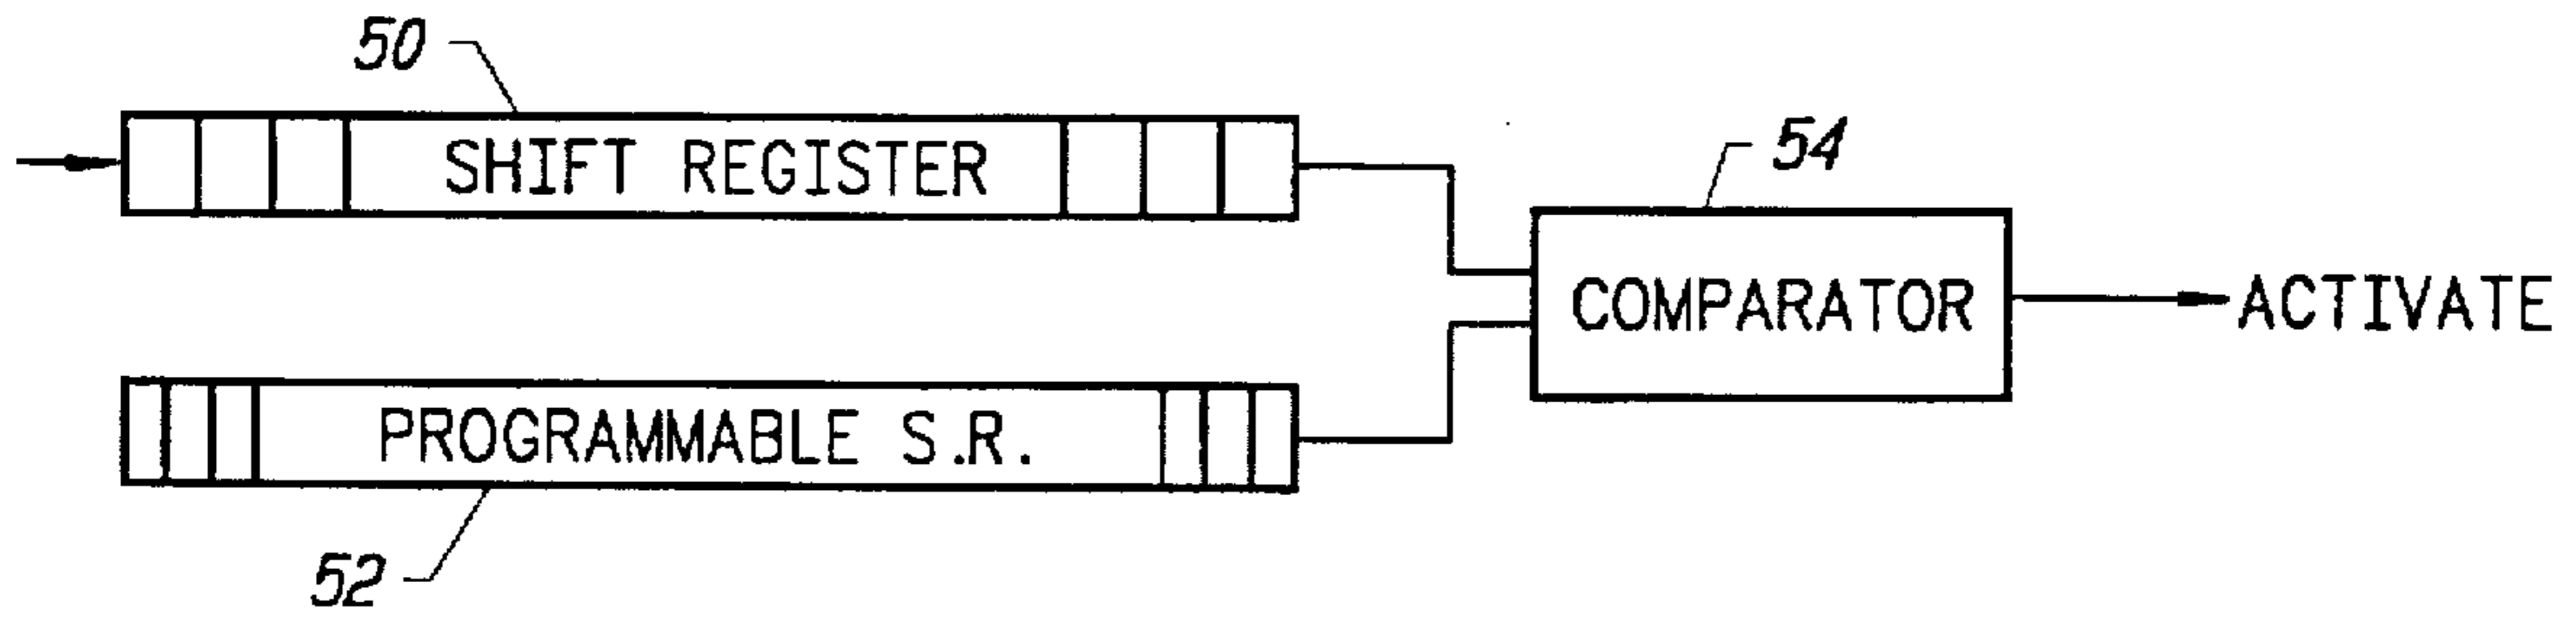 50
SHIFT REGISTER
54
COMPARATOR
ACTIVATE
PROGRAMMABLE S.R.
52